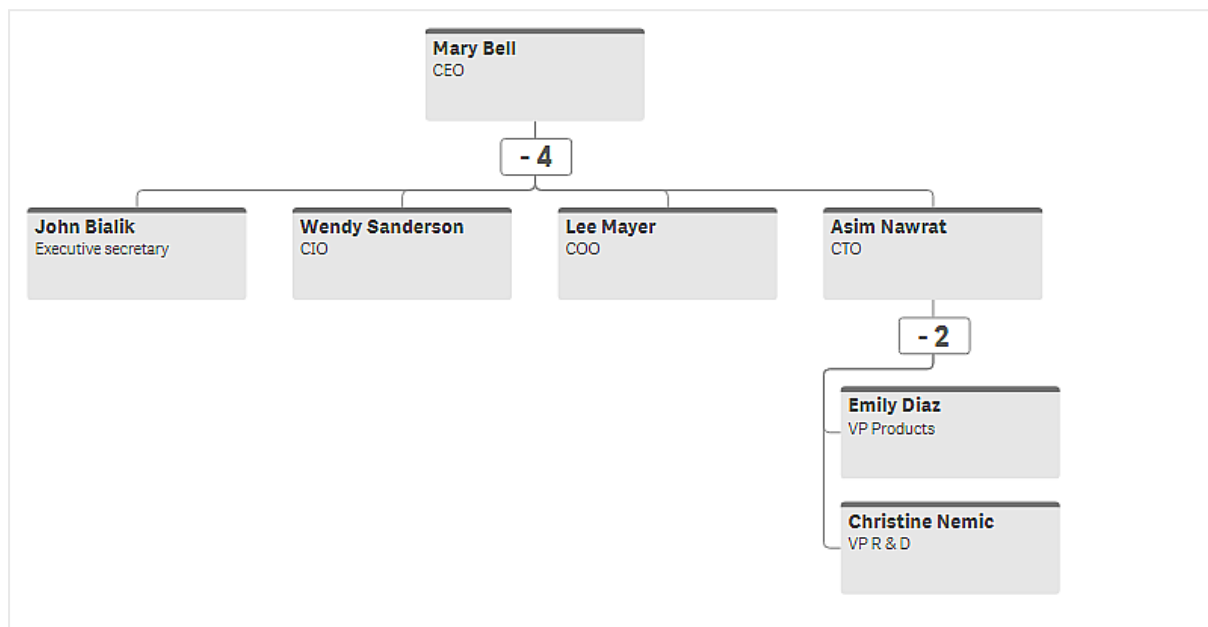 Mary Bell
CEO
- 4
John Bialik
Executive secretary
Wendy Sanderson
CIO
Lee Mayer
COO
Asim Nawrat
CTO
- 2
Emily Diaz
VP Products
Christine Nemic
VP R & D